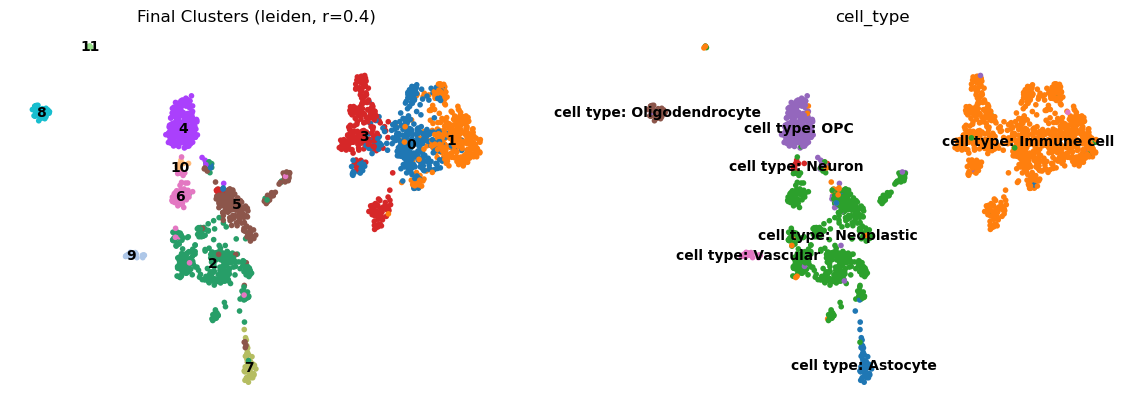 Final Clusters (leiden, r=0.4)
cell_type
11
8
4
3
0
1
10
6
5
9
2
7
cell type: Oligodendrocyte
cell type: OPC
cell type: Immune cell
cell type: Neuron
cell type: Neoplastic
cell type: Vascular
cell type: Astocyte